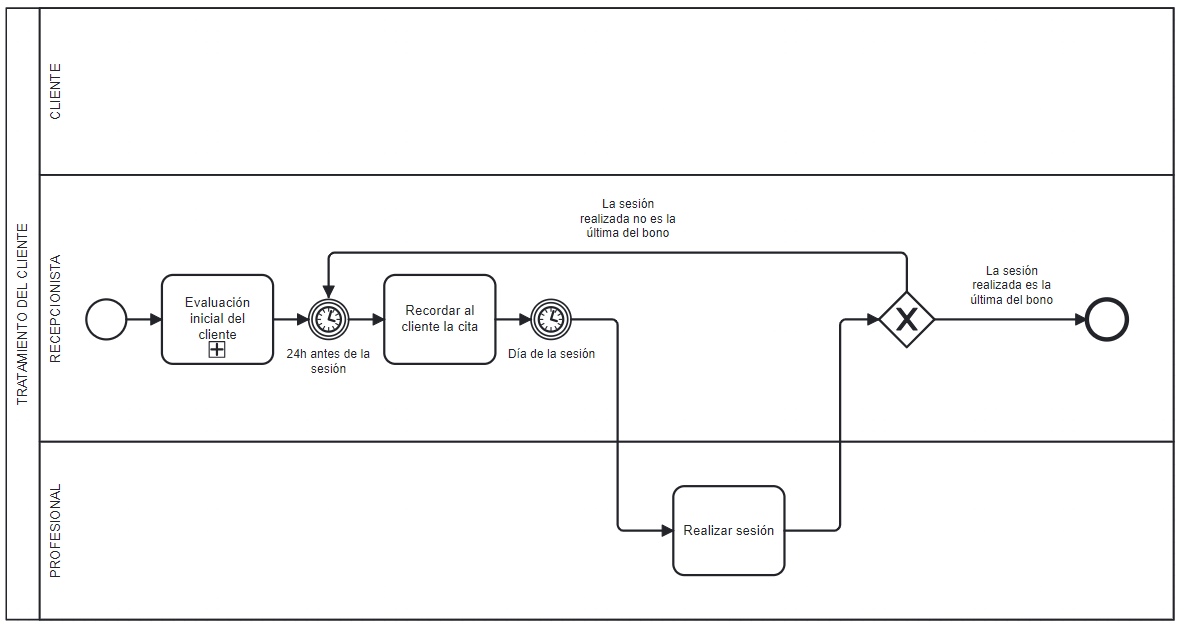 TRATAMIENTO DEL CLIENTE
CLIENTE
RECEPCIONISTA
Evaluación
inicial del
cliente
24h antes de la
sesión
Recordar al
cliente la cita
Día de la sesión
La sesión
realizada no es la
última del bono
La sesión
realizada es la
última del bono
PROFESIONAL
Realizar sesión